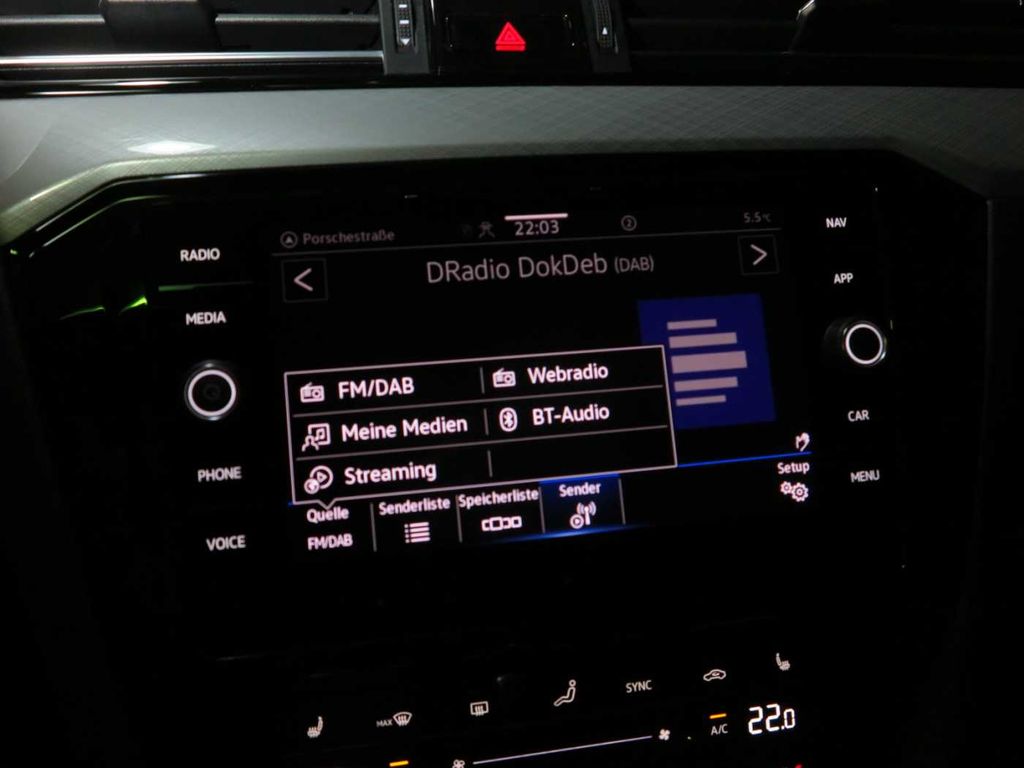 RADIO
MEDIA
PHONE
VOICE
Porschestraße
22:03
2
5.5°C
DRadio DokDeb (DAB)
FM/DAB
Webradio
Meine Medien
BT-Audio
Streaming
Quelle
FM/DAB
Senderliste
Speicherliste
Sender
Setup
NAV
APP
CAR
MENU
MAX
SYNC
A/C
22.0